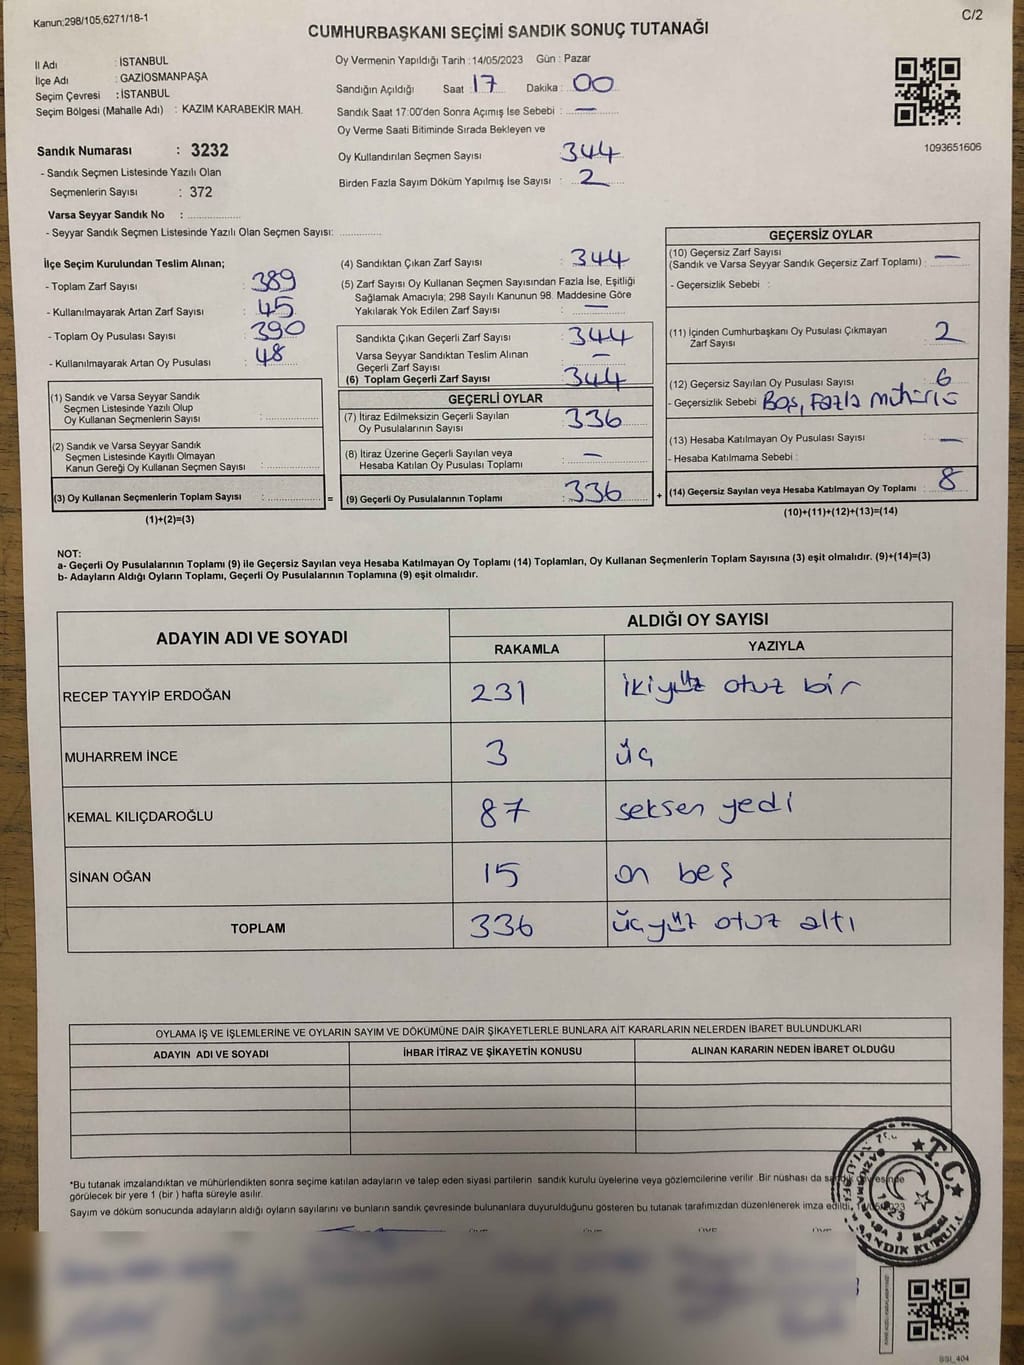 Kanun;298/105,6271/18-1
C/2
CUMHURBAŞKANI SEÇİMİ SANDIK SONUÇ TUTANAĞI
İl Adı : İSTANBUL
İlçe Adı : GAZİOSMANPAŞA
Seçim Çevresi : İSTANBUL
Seçim Bölgesi (Mahalle Adı) : KAZIM KARABEKİR MAH.
Oy Vermenin Yapıldığı Tarih : 14/05/2023 Gün : Pazar
Sandığın Açıldığı Saat : 17 Dakika : 00
Sandık Saat 17:00'den Sonra Açımış İse Sebebi : —
Oy Verme Saati Bitiminde Sırada Bekleyen ve
Oy Kullandırılan Seçmen Sayısı 344
Birden Fazla Sayım Döküm Yapılmış İse Sayısı : 2
1093651606
Sandık Numarası : 3232
- Sandık Seçmen Listesinde Yazılı Olan
Seçmenlerin Sayısı : 372
Varsa Seyyar Sandık No : ..................
- Seyyar Sandık Seçmen Listesinde Yazılı Olan Seçmen Sayısı: ..............
İlçe Seçim Kurulundan Teslim Alınan;
- Toplam Zarf Sayısı : 389
- Kullanılmayarak Artan Zarf Sayısı : 45
- Toplam Oy Pusulası Sayısı : 390
- Kullanılmayarak Artan Oy Pusulası : 48
(1) Sandık ve Varsa Seyyar Sandık
Seçmen Listesinde Yazılı Olup
Oy Kullanan Seçmenlerin Sayısı : ..............
(2) Sandık ve Varsa Seyyar Sandık
Seçmen Listesinde Kayıtlı Olmayan
Kanun Gereği Oy Kullanan Seçmen Sayısı : ..............
(3) Oy Kullanan Seçmenlerin Toplam Sayısı : .............. =
(1)+(2)=(3)
(4) Sandıktan Çıkan Zarf Sayısı : 344
(5) Zarf Sayısı Oy Kullanan Seçmen Sayısından Fazla İse, Eşitliği
Sağlamak Amacıyla; 298 Sayılı Kanunun 98. Maddesine Göre
Yakılarak Yok Edilen Zarf Sayısı : —
Sandıkta Çıkan Geçerli Zarf Sayısı : 344
Varsa Seyyar Sandıktan Teslim Alınan
Geçerli Zarf Sayısı : —
(6) Toplam Geçerli Zarf Sayısı : 344
GEÇERLİ OYLAR
(7) İtiraz Edilmeksizin Geçerli Sayılan
Oy Pusulalarının Sayısı : 336
(8) İtiraz Üzerine Geçerli Sayılan veya
Hesaba Katılan Oy Pusulası Toplamı : —
(9) Geçerli Oy Pusulalarının Toplamı : 336 +
GEÇERSİZ OYLAR
(10) Geçersiz Zarf Sayısı
(Sandık ve Varsa Seyyar Sandık Geçersiz Zarf Toplamı) : —
- Geçersizlik Sebebi :
(11) İçinden Cumhurbaşkanı Oy Pusulası Çıkmayan
Zarf Sayısı : 2
(12) Geçersiz Sayılan Oy Pusulası Sayısı : 6
- Geçersizlik Sebebi : Boş, Fazla Mühürlü
(13) Hesaba Katılmayan Oy Pusulası Sayısı : —
- Hesaba Katılmama Sebebi :
(14) Geçersiz Sayılan veya Hesaba Katılmayan Oy Toplamı : 8
(10)+(11)+(12)+(13)=(14)
NOT:
a- Geçerli Oy Pusulalarının Toplamı (9) ile Geçersiz Sayılan veya Hesaba Katılmayan Oy Toplamı (14) Toplamları, Oy Kullanan Seçmenlerin Toplam Sayısına (3) eşit olmalıdır. (9)+(14)=(3)
b- Adayların Aldığı Oyların Toplamı, Geçerli Oy Pusulalarının Toplamına (9) eşit olmalıdır.
ADAYIN ADI VE SOYADI
ALDIĞI OY SAYISI
RAKAMLA YAZIYLA
RECEP TAYYİP ERDOĞAN 231 ikiyüz otuz bir
MUHARREM İNCE 3 üç
KEMAL KILIÇDAROĞLU 87 seksen yedi
SİNAN OĞAN 15 on beş
TOPLAM 336 üçyüz otuz altı
OYLAMA İŞ VE İŞLEMLERİNE VE OYLARIN SAYIM VE DÖKÜMÜNE DAİR ŞİKAYETLERLE BUNLARA AİT KARARLARIN NELERDEN İBARET BULUNDUKLARI
ADAYIN ADI VE SOYADI İHBAR İTİRAZ VE ŞİKAYETİN KONUSU ALINAN KARARIN NEDEN İBARET OLDUĞU
*Bu tutanak imzalandıktan ve mühürlendikten sonra seçime katılan adayların ve talep eden siyasi partilerin sandık kurulu üyelerine veya gözlemcilerine verilir. Bir nüshası da sandık çevresinde
görülecek bir yere 1 (bir ) hafta süreyle asılır.
Sayım ve döküm sonucunda adayların aldığı oyların sayılarını ve bunların sandık çevresinde bulunanlara duyurulduğunu gösteren bu tutanak tarafımızdan düzenlenerek imza edildi.
T.C.
1923
SANDIK KURULU
SSİ_404